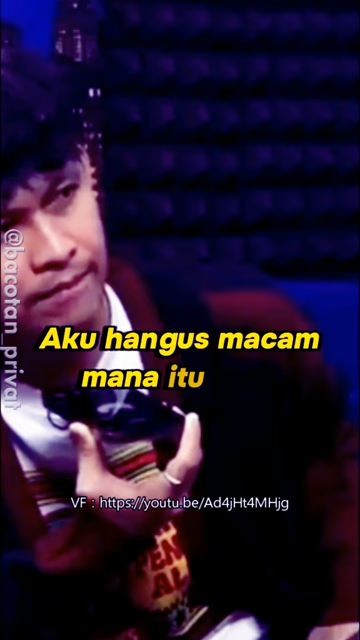 Aku hangus macam
mana itu
@bacotan_privat
VF : https://youtu.be/Ad4jHt4MHjg